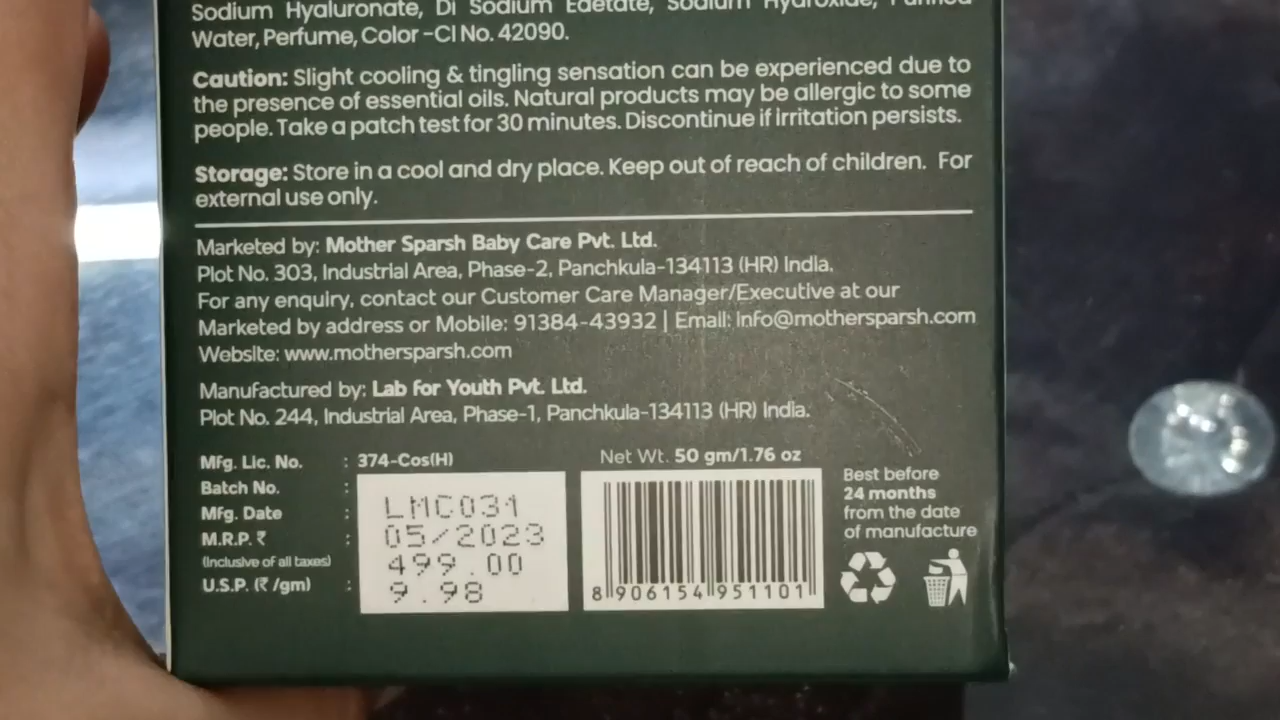 Sodium Hyaluronate, Di Sodium Edetate, Sodium Hydroxide, Purified
Water, Perfume, Color -CI No. 42090.
Caution: Slight cooling & tingling sensation can be experienced due to
the presence of essential oils. Natural products may be allergic to some
people. Take a patch test for 30 minutes. Discontinue if irritation persists.
Storage: Store in a cool and dry place. Keep out of reach of children. For
external use only.
Marketed by: Mother Sparsh Baby Care Pvt. Ltd.
Plot No. 303, Industrial Area, Phase-2, Panchkula-134113 (HR) India.
For any enquiry, contact our Customer Care Manager/Executive at our
Marketed by address or Mobile: 91384-43932 | Email: info@mothersparsh.com
Website: www.mothersparsh.com
Manufactured by: Lab for Youth Pvt. Ltd.
Plot No. 244, Industrial Area, Phase-1, Panchkula-134113 (HR) India.
Mfg. Lic. No. : 374-Cos(H)
Batch No. : LMC031
Mfg. Date : 05/2023
M.R.P. ₹ : 499.00
(Inclusive of all taxes)
U.S.P. (₹ /gm) : 9.98
Net Wt. 50 gm/1.76 oz
8 906154 951101
Best before
24 months
from the date
of manufacture